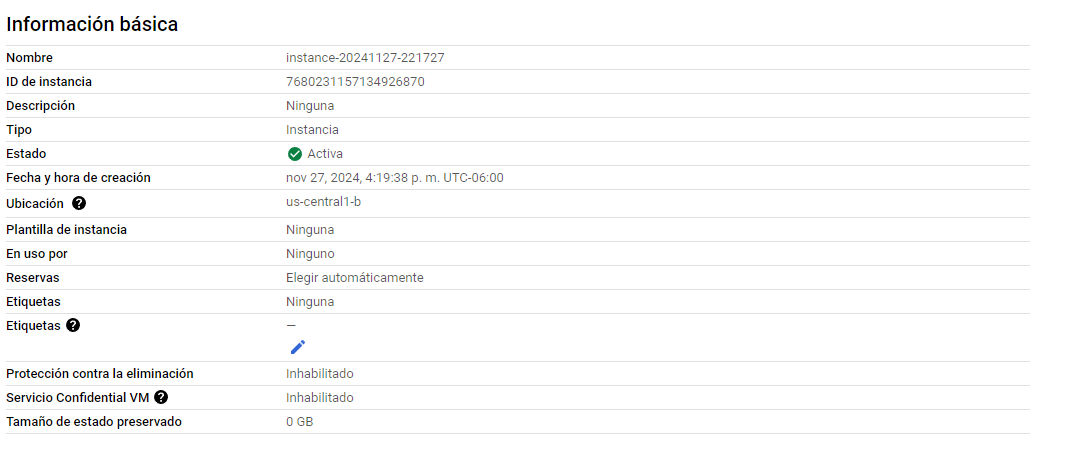 Información básica
Nombre instance-20241127-221727
ID de instancia 7680231157134926870
Descripción Ninguna
Tipo Instancia
Estado Activa
Fecha y hora de creación nov 27, 2024, 4:19:38 p. m. UTC-06:00
Ubicación us-central1-b
Plantilla de instancia Ninguna
En uso por Ninguno
Reservas Elegir automáticamente
Etiquetas Ninguna
Etiquetas —
Protección contra la eliminación Inhabilitado
Servicio Confidential VM Inhabilitado
Tamaño de estado preservado 0 GB